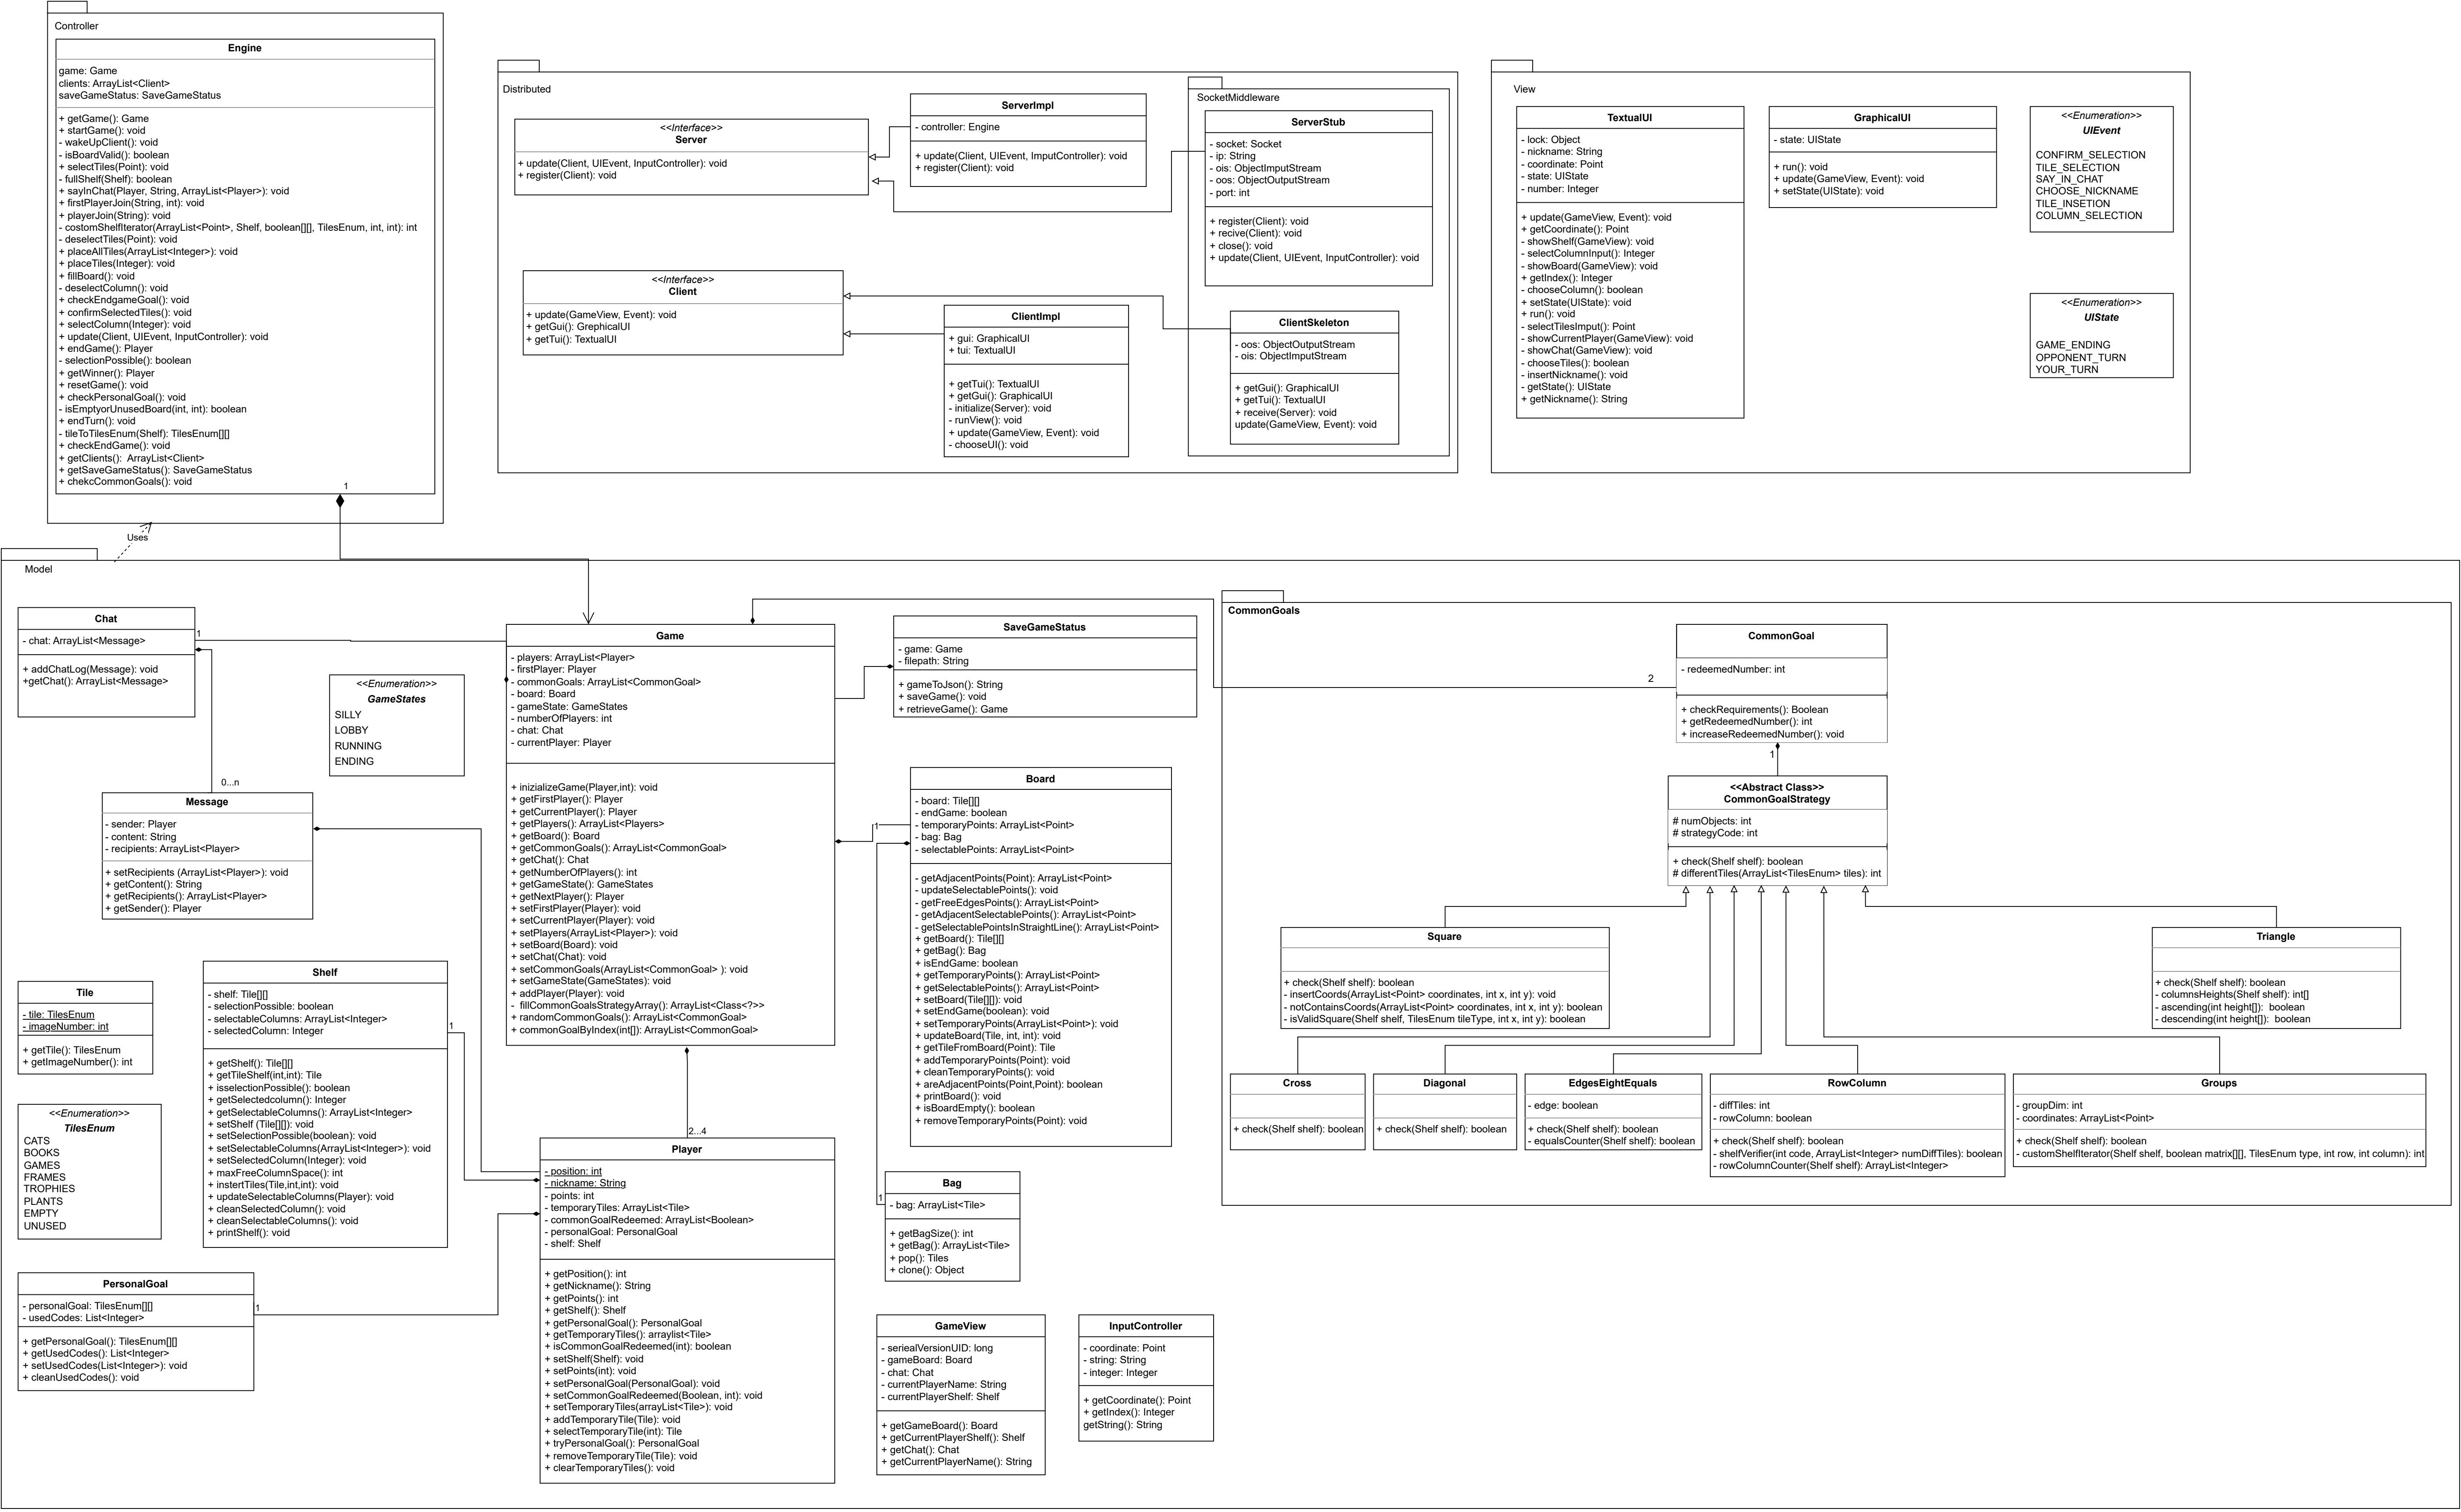 Controller
Engine
game: Game
clients: ArrayList<Client>
saveGameStatus: SaveGameStatus
+ getGame(): Game
+ startGame(): void
- wakeUpClient(): void
- isBoardValid(): boolean
+ selectTiles(Point): void
- fullShelf(Shelf): boolean
+ sayInChat(Player, String, ArrayList<Player>): void
+ firstPlayerJoin(String, int): void
+ playerJoin(String): void
- costomShelfIterator(ArrayList<Point>, Shelf, boolean[][], TilesEnum, int, int): int
- deselectTiles(Point): void
+ placeAllTiles(ArrayList<Integer>): void
+ placeTiles(Integer): void
+ fillBoard(): void
- deselectColumn(): void
+ checkEndgameGoal(): void
+ confirmSelectedTiles(): void
+ selectColumn(Integer): void
+ update(Client, UIEvent, InputController): void
+ endGame(): Player
- selectionPossible(): boolean
+ getWinner(): Player
+ resetGame(): void
+ checkPersonalGoal(): void
- isEmptyorUnusedBoard(int, int): boolean
+ endTurn(): void
- tileToTilesEnum(Shelf): TilesEnum[][]
+ checkEndGame(): void
+ getClients():  ArrayList<Client>
+ getSaveGameStatus(): SaveGameStatus
+ chekcCommonGoals(): void
1
Uses
Distributed
<<Interface>>
Server
+ update(Client, UIEvent, InputController): void
+ register(Client): void
ServerImpl
- controller: Engine
+ update(Client, UIEvent, ImputController): void
+ register(Client): void
SocketMiddleware
ServerStub
- socket: Socket
- ip: String
- ois: ObjectImputStream
- oos: ObjectOutputStream
- port: int
+ register(Client): void
+ recive(Client): void
+ close(): void
+ update(Client, UIEvent, InputController): void
<<Interface>>
Client
+ update(GameView, Event): void
+ getGui(): GrephicalUI
+ getTui(): TextualUI
ClientImpl
+ gui: GraphicalUI
+ tui: TextualUI
+ getTui(): TextualUI
+ getGui(): GraphicalUI
- initialize(Server): void
- runView(): void
+ update(GameView, Event): void
- chooseUI(): void
ClientSkeleton
- oos: ObjectOutputStream
- ois: ObjectImputStream
+ getGui(): GraphicalUI
+ getTui(): TextualUI
+ receive(Server): void
update(GameView, Event): void
View
TextualUI
- lock: Object
- nickname: String
- coordinate: Point
- state: UIState
- number: Integer
+ update(GameView, Event): void
+ getCoordinate(): Point
- showShelf(GameView): void
- selectColumnInput(): Integer
- showBoard(GameView): void
+ getIndex(): Integer
- chooseColumn(): boolean
+ setState(UIState): void
+ run(): void
- selectTilesImput(): Point
- showCurrentPlayer(GameView): void
- showChat(GameView): void
- chooseTiles(): boolean
- insertNickname(): void
- getState(): UIState
+ getNickname(): String
GraphicalUI
- state: UIState
+ run(): void
+ update(GameView, Event): void
+ setState(UIState): void
<<Enumeration>>
UIEvent
CONFIRM_SELECTION
TILE_SELECTION
SAY_IN_CHAT
CHOOSE_NICKNAME
TILE_INSETION
COLUMN_SELECTION
<<Enumeration>>
UIState
GAME_ENDING
OPPONENT_TURN
YOUR_TURN
Model
Chat
- chat: ArrayList<Message>
+ addChatLog(Message): void
+getChat(): ArrayList<Message>
1
0...n
<<Enumeration>>
GameStates
SILLY
LOBBY
RUNNING
ENDING
Message
- sender: Player
- content: String
- recipients: ArrayList<Player>
+ setRecipients (ArrayList<Player>): void
+ getContent(): String
+ getRecipients(): ArrayList<Player>
+ getSender(): Player
Game
- players: ArrayList<Player>
- firstPlayer: Player
- commonGoals: ArrayList<CommonGoal>
- board: Board
- gameState: GameStates
- numberOfPlayers: int
- chat: Chat
- currentPlayer: Player
+ inizializeGame(Player,int): void
+ getFirstPlayer(): Player
+ getCurrentPlayer(): Player
+ getPlayers(): ArrayList<Players>
+ getBoard(): Board
+ getCommonGoals(): ArrayList<CommonGoal>
+ getChat(): Chat
+ getNumberOfPlayers(): int
+ getGameState(): GameStates
+ getNextPlayer(): Player
+ setFirstPlayer(Player): void
+ setCurrentPlayer(Player): void
+ setPlayers(ArrayList<Player>): void
+ setBoard(Board): void
+ setChat(Chat): void
+ setCommonGoals(ArrayList<CommonGoal> ): void
+ setGameState(GameStates): void
+ addPlayer(Player): void
-  fillCommonGoalsStrategyArray(): ArrayList<Class<?>>
+ randomCommonGoals(): ArrayList<CommonGoal>
+ commonGoalByIndex(int[]): ArrayList<CommonGoal>
2...4
SaveGameStatus
- game: Game
- filepath: String
+ gameToJson(): String
+ saveGame(): void
+ retrieveGame(): Game
1
Board
- board: Tile[][]
- endGame: boolean
- temporaryPoints: ArrayList<Point>
- bag: Bag
- selectablePoints: ArrayList<Point>
- getAdjacentPoints(Point): ArrayList<Point>
- updateSelectablePoints(): void
- getFreeEdgesPoints(): ArrayList<Point>
- getAdjacentSelectablePoints(): ArrayList<Point>
- getSelectablePointsInStraightLine(): ArrayList<Point>
+ getBoard(): Tile[][]
+ getBag(): Bag
+ isEndGame: boolean
+ getTemporaryPoints(): ArrayList<Point>
+ getSelectablePoints(): ArrayList<Point>
+ setBoard(Tile[][]): void
+ setEndGame(boolean): void
+ setTemporaryPoints(ArrayList<Point>): void
+ updateBoard(Tile, int, int): void
+ getTileFromBoard(Point): Tile
+ addTemporaryPoints(Point): void
+ cleanTemporaryPoints(): void
+ areAdjacentPoints(Point,Point): boolean
+ printBoard(): void
+ isBoardEmpty(): boolean
+ removeTemporaryPoints(Point): void
Tile
- tile: TilesEnum
- imageNumber: int
+ getTile(): TilesEnum
+ getImageNumber(): int
<<Enumeration>>
TilesEnum
CATS
BOOKS
GAMES
FRAMES
TROPHIES
PLANTS
EMPTY
UNUSED
Shelf
- shelf: Tile[][]
- selectionPossible: boolean
- selectableColumns: ArrayList<Integer>
- selectedColumn: Integer
+ getShelf(): Tile[][]
+ getTileShelf(int,int): Tile
+ isselectionPossible(): boolean
+ getSelectedcolumn(): Integer
+ getSelectableColumns(): ArrayList<Integer>
+ setShelf (Tile[][]): void
+ setSelectionPossible(boolean): void
+ setSelectableColumns(ArrayList<Integer>): void
+ setSelectedColumn(Integer): void
+ maxFreeColumnSpace(): int
+ instertTiles(Tile,int,int): void
+ updateSelectableColumns(Player): void
+ cleanSelectedColumn(): void
+ cleanSelectableColumns(): void
+ printShelf(): void
1
PersonalGoal
- personalGoal: TilesEnum[][]
- usedCodes: List<Integer>
+ getPersonalGoal(): TilesEnum[][]
+ getUsedCodes(): List<Integer>
+ setUsedCodes(List<Integer>): void
+ cleanUsedCodes(): void
1
Player
- position: int
- nickname: String
- points: int
- temporaryTiles: ArrayList<Tile>
- commonGoalRedeemed: ArrayList<Boolean>
- personalGoal: PersonalGoal
- shelf: Shelf
+ getPosition(): int
+ getNickname(): String
+ getPoints(): int
+ getShelf(): Shelf
+ getPersonalGoal(): PersonalGoal
+ getTemporaryTiles(): arraylist<Tile>
+ isCommonGoalRedeemed(int): boolean
+ setShelf(Shelf): void
+ setPoints(int): void
+ setPersonalGoal(PersonalGoal): void
+ setCommonGoalRedeemed(Boolean, int): void
+ setTemporaryTiles(arrayList<Tile>): void
+ addTemporaryTile(Tile): void
+ selectTemporaryTile(int): Tile
+ tryPersonalGoal(): PersonalGoal
+ removeTemporaryTile(Tile): void
+ clearTemporaryTiles(): void
1
Bag
- bag: ArrayList<Tile>
+ getBagSize(): int
+ getBag(): ArrayList<Tile>
+ pop(): Tiles
+ clone(): Object
GameView
- seriealVersionUID: long
- gameBoard: Board
- chat: Chat
- currentPlayerName: String
- currentPlayerShelf: Shelf
+ getGameBoard(): Board
+ getCurrentPlayerShelf(): Shelf
+ getChat(): Chat
+ getCurrentPlayerName(): String
InputController
- coordinate: Point
- string: String
- integer: Integer
+ getCoordinate(): Point
+ getIndex(): Integer
getString(): String
CommonGoals
2
CommonGoal
- redeemedNumber: int
+ checkRequirements(): Boolean
+ getRedeemedNumber(): int
+ increaseRedeemedNumber(): void
1
<<Abstract Class>>
CommonGoalStrategy
# numObjects: int
# strategyCode: int
+ check(Shelf shelf): boolean
# differentTiles(ArrayList<TilesEnum> tiles): int
Square
+ check(Shelf shelf): boolean
- insertCoords(ArrayList<Point> coordinates, int x, int y): void
- notContainsCoords(ArrayList<Point> coordinates, int x, int y): boolean
- isValidSquare(Shelf shelf, TilesEnum tileType, int x, int y): boolean
Triangle
+ check(Shelf shelf): boolean
- columnsHeights(Shelf shelf): int[]
- ascending(int height[]):  boolean
- descending(int height[]):  boolean
Cross
+ check(Shelf shelf): boolean
Diagonal
+ check(Shelf shelf): boolean
EdgesEightEquals
- edge: boolean
+ check(Shelf shelf): boolean
- equalsCounter(Shelf shelf): boolean
RowColumn
- diffTiles: int
- rowColumn: boolean
+ check(Shelf shelf): boolean
- shelfVerifier(int code, ArrayList<Integer> numDiffTiles): boolean
- rowColumnCounter(Shelf shelf): ArrayList<Integer>
Groups
- groupDim: int
- coordinates: ArrayList<Point>
+ check(Shelf shelf): boolean
- customShelfIterator(Shelf shelf, boolean matrix[][], TilesEnum type, int row, int column): int